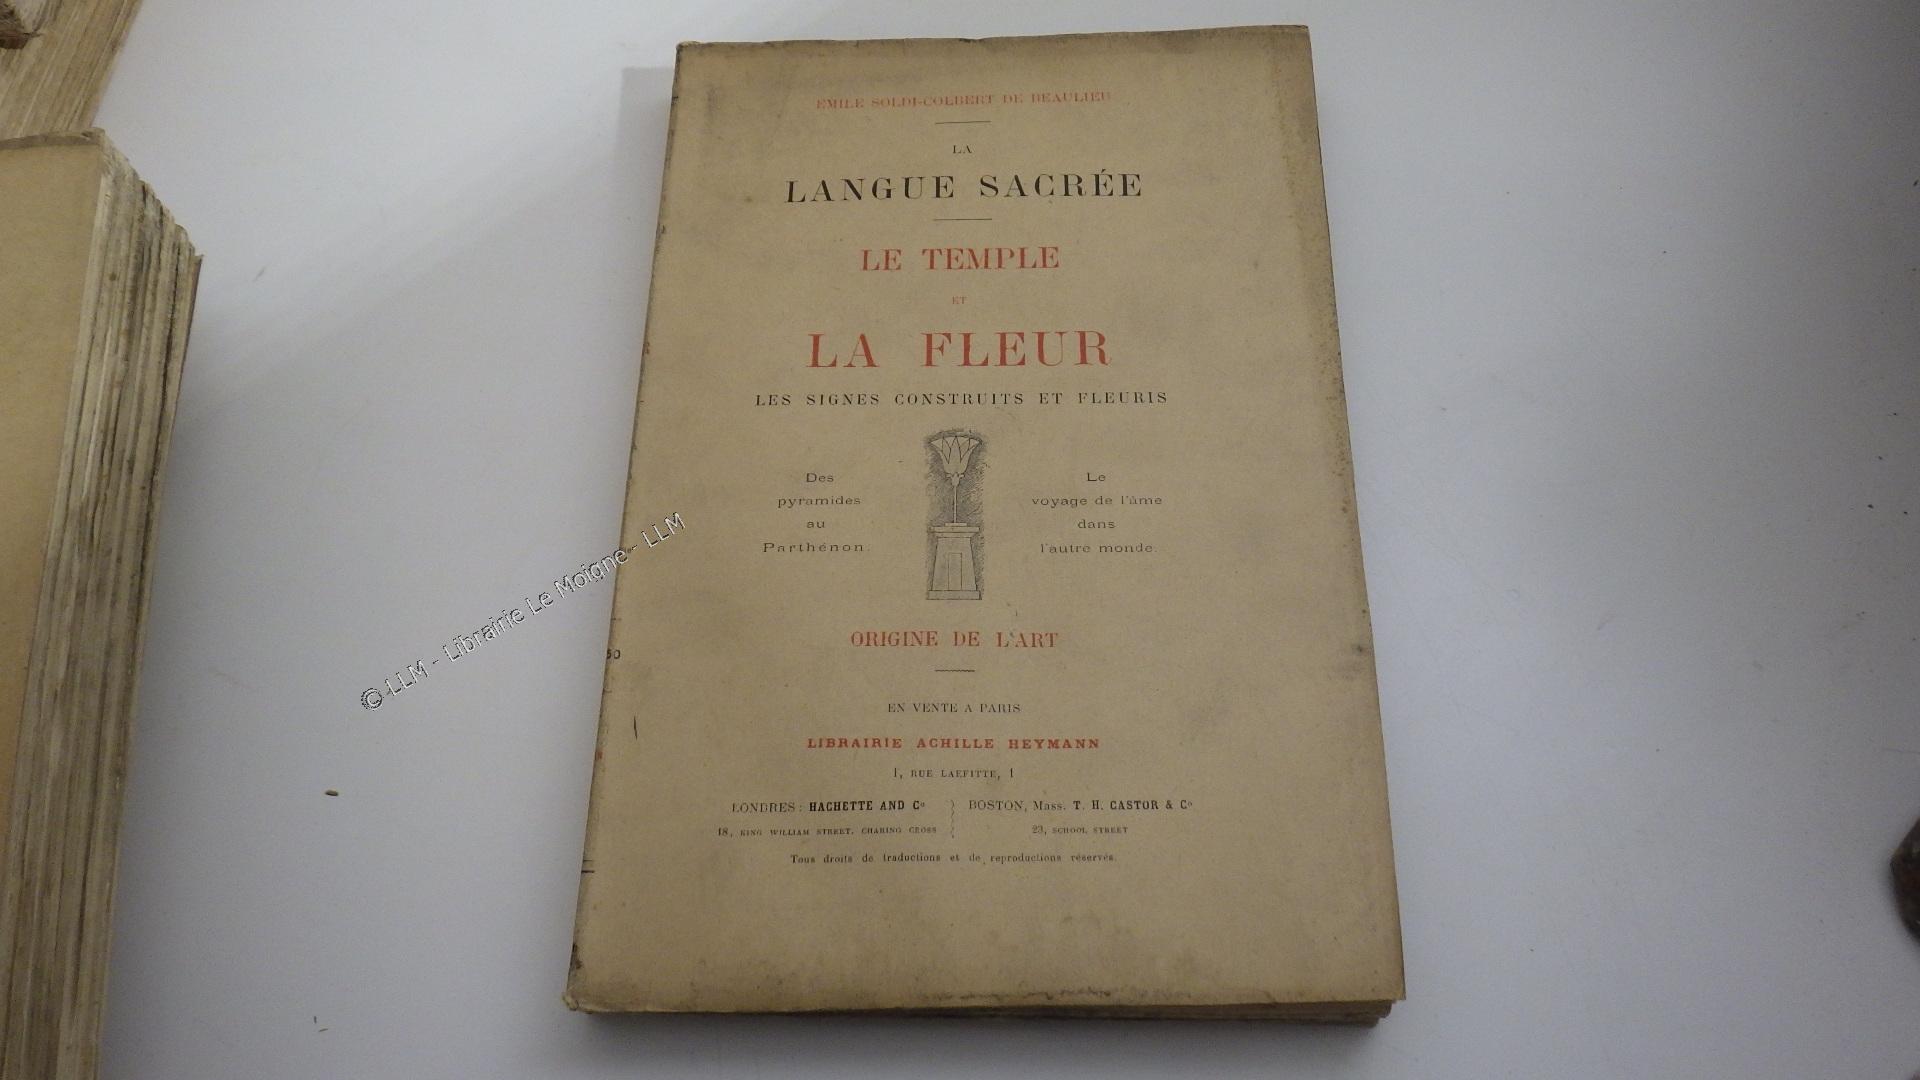 EMILE SOLDI-COLBERT DE BEAULIEU
LA
LANGUE SACRÉE
LE TEMPLE
ET
LA FLEUR
LES SIGNES CONSTRUITS ET FLEURIS
Des
pyramides
au
Parthénon.
Le
voyage de l'âme
dans
l'autre monde.
ORIGINE DE L'ART
EN VENTE A PARIS
LIBRAIRIE ACHILLE HEYMANN
1, RUE LAFFITTE, 1
LONDRES : HACHETTE AND Co
18, KING WILLIAM STREET, CHARING CROSS
BOSTON, Mass. T. H. CASTOR & Co
23, SCHOOL STREET
Tous droits de traductions et de reproductions réservés.
© LLM - Librairie Le Moigne - LLM